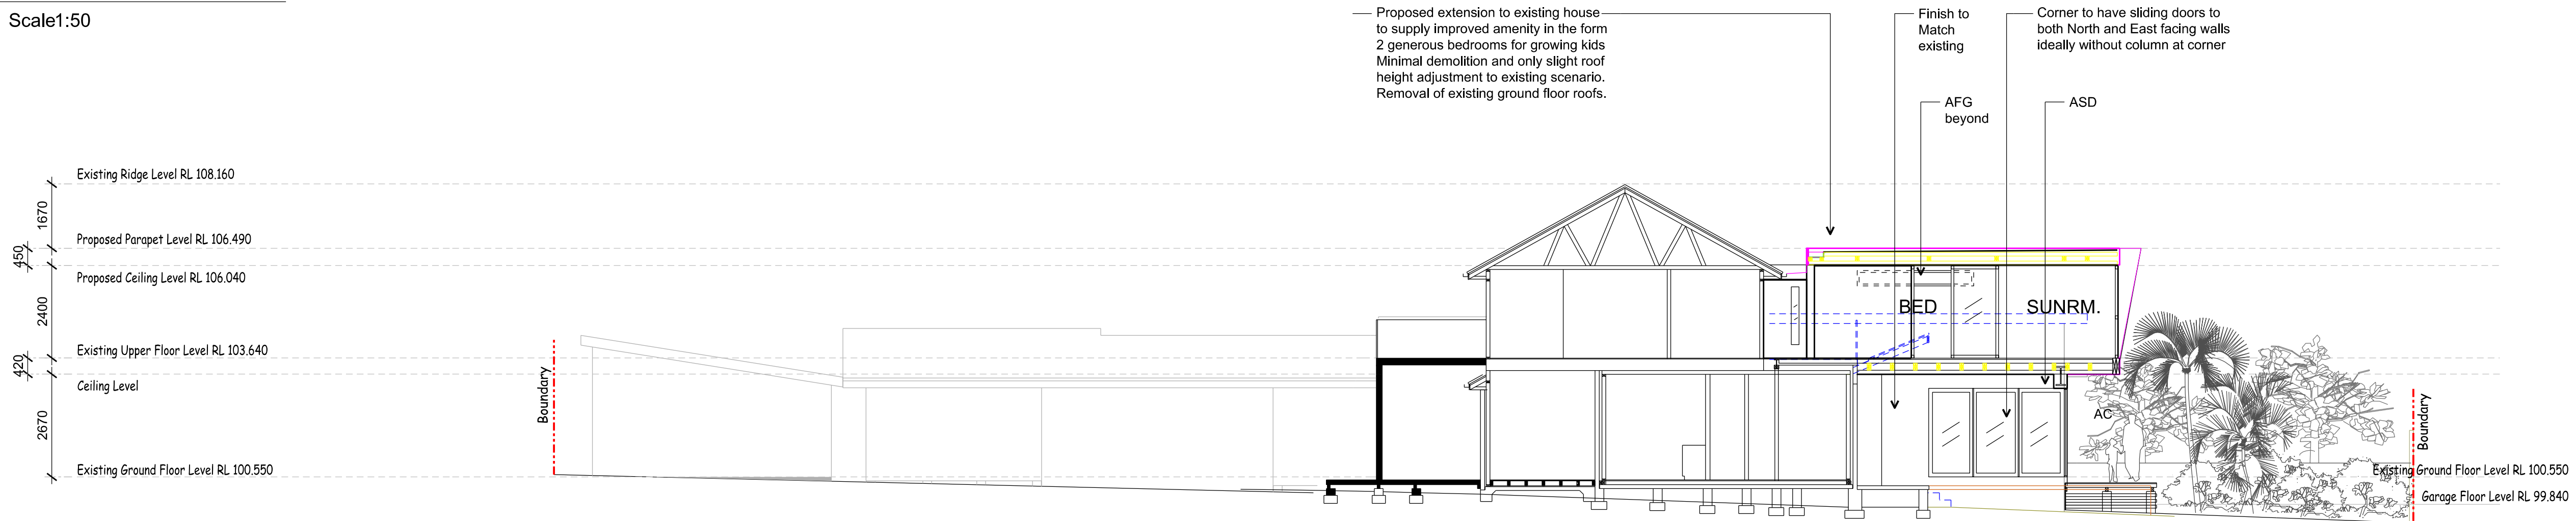 Scale1:50
Proposed extension to existing house
to supply improved amenity in the form
2 generous bedrooms for growing kids
Minimal demolition and only slight roof
height adjustment to existing scenario.
Removal of existing ground floor roofs.
Finish to
Match
existing
Corner to have sliding doors to
both North and East facing walls
ideally without column at corner
AFG
beyond
ASD
Existing Ridge Level RL 108.160
1670
Proposed Parapet Level RL 106.490
450
Proposed Ceiling Level RL 106.040
2400
BED
SUNRM.
Existing Upper Floor Level RL 103.640
420
Ceiling Level
Boundary
2670
AC
Boundary
Existing Ground Floor Level RL 100.550
Existing Ground Floor Level RL 100.550
Garage Floor Level RL 99.840